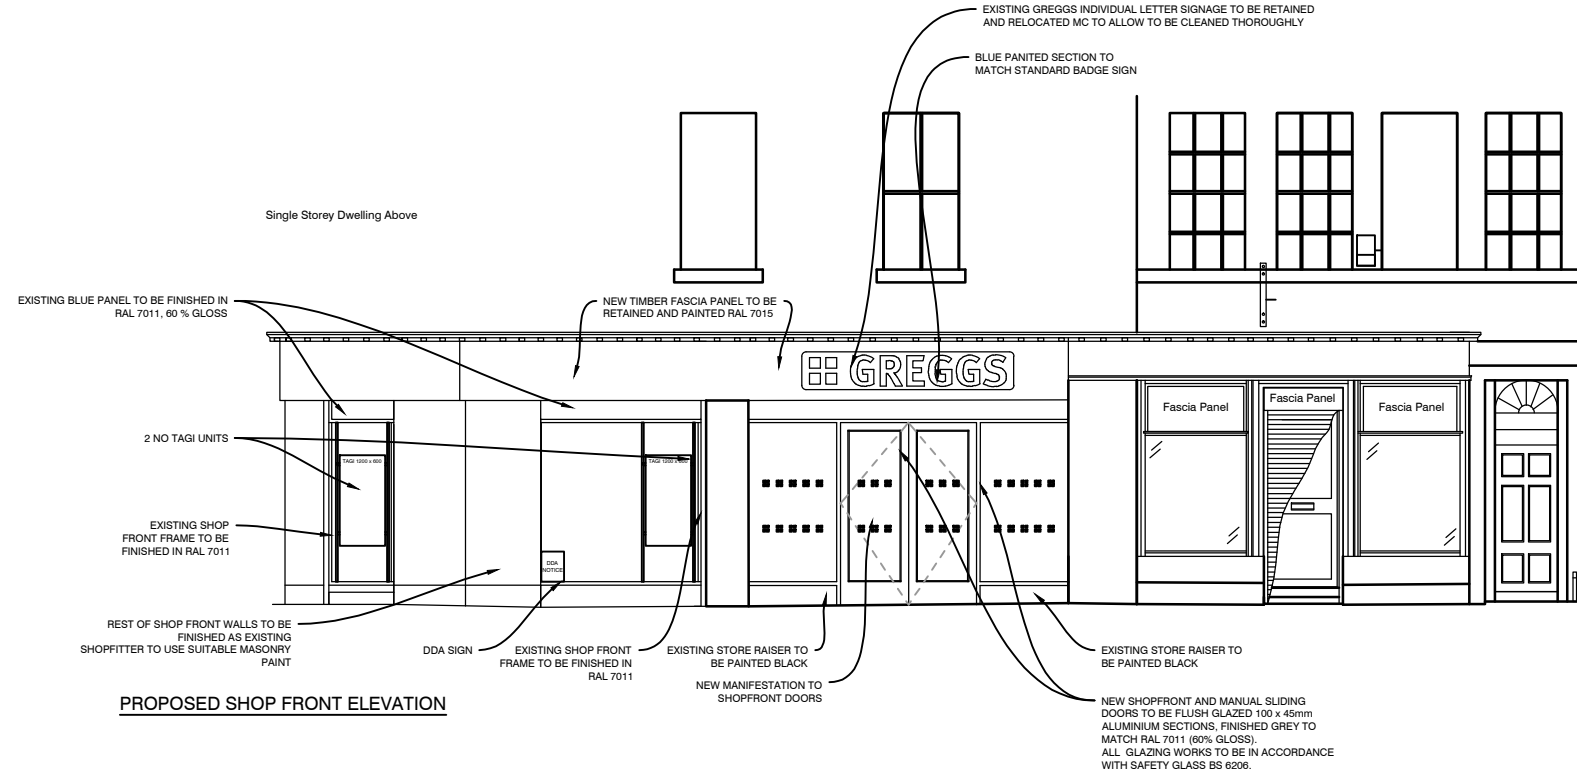 EXISTING GREGGS INDIVIDUAL LETTER SIGNAGE TO BE RETAINED
AND RELOCATED MC TO ALLOW TO BE CLEANED THOROUGHLY
BLUE PANITED SECTION TO
MATCH STANDARD BADGE SIGN
Single Storey Dwelling Above
EXISTING BLUE PANEL TO BE FINISHED IN
RAL 7011, 60 % GLOSS
NEW TIMBER FASCIA PANEL TO BE
RETAINED AND PAINTED RAL 7015
GREGGS
Fascia Panel
Fascia Panel
Fascia Panel
2 NO TAGI UNITS
TAGI 1200 x 600
TAGI 1200 x 600
EXISTING SHOP
FRONT FRAME TO BE
FINISHED IN RAL 7011
DDA
NOTICE
REST OF SHOP FRONT WALLS TO BE
FINISHED AS EXISTING
SHOPFITTER TO USE SUITABLE MASONRY
PAINT
DDA SIGN
EXISTING SHOP FRONT
FRAME TO BE FINISHED IN
RAL 7011
EXISTING STORE RAISER TO
BE PAINTED BLACK
NEW MANIFESTATION TO
SHOPFRONT DOORS
EXISTING STORE RAISER TO
BE PAINTED BLACK
NEW SHOPFRONT AND MANUAL SLIDING
DOORS TO BE FLUSH GLAZED 100 x 45mm
ALUMINIUM SECTIONS, FINISHED GREY TO
MATCH RAL 7011 (60% GLOSS).
ALL GLAZING WORKS TO BE IN ACCORDANCE
WITH SAFETY GLASS BS 6206.
PROPOSED SHOP FRONT ELEVATION